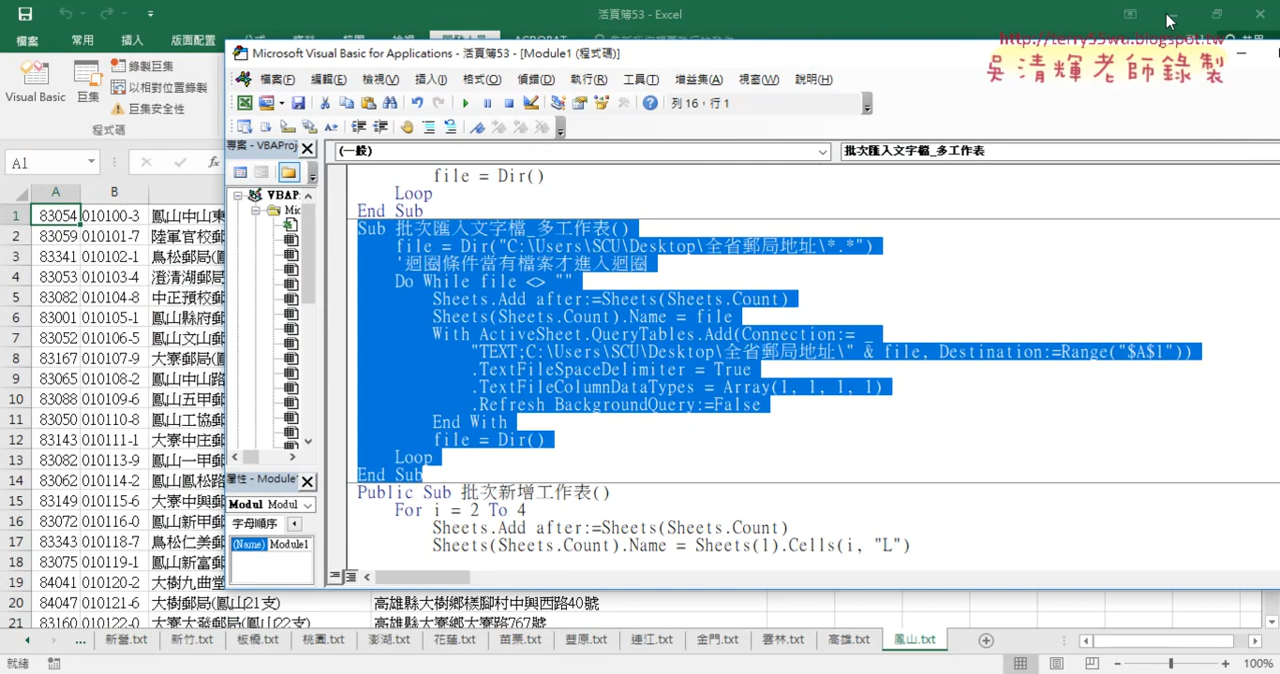 活頁簿53 - Excel
檔案 常用 插入 版面配置
http://terry55wu.blogspot.tw
吳清輝老師錄製
Visual Basic
巨集
錄製巨集
以相對位置錄製
巨集安全性
程式碼
Microsoft Visual Basic for Applications - 活頁簿53 - [Module1 (程式碼)]
檔案(F) 編輯(E) 檢視(V) 插入(I) 格式(O) 偵錯(D) 執行(R) 工具(T) 增益集(A) 視窗(W) 說明(H)
列 16，行 1
專案 - VBAProj
(一般)
批次匯入文字檔_多工作表
file = Dir()
Loop
End Sub
Sub 批次匯入文字檔_多工作表()
file = Dir("C:\Users\SCU\Desktop\全省郵局地址\*.*")
'迴圈條件當有檔案才進入迴圈
Do While file <> ""
Sheets.Add after:=Sheets(Sheets.Count)
Sheets(Sheets.Count).Name = file
With ActiveSheet.QueryTables.Add(Connection:= _
"TEXT;C:\Users\SCU\Desktop\全省郵局地址\" & file, Destination:=Range("$A$1"))
.TextFileSpaceDelimiter = True
.TextFileColumnDataTypes = Array(1, 1, 1, 1)
.Refresh BackgroundQuery:=False
End With
file = Dir()
Loop
End Sub
Public Sub 批次新增工作表()
For i = 2 To 4
Sheets.Add after:=Sheets(Sheets.Count)
Sheets(Sheets.Count).Name = Sheets(1).Cells(i, "L")
VBAP
Mic
屬性 - Module
Modul Modul
字母順序
(Name) Module1
A1
fx
A B
1 83054 010100-3 鳳山中山東
2 83059 010101-7 陸軍官校郵
3 83341 010102-1 鳥松郵局(
4 83053 010103-4 澄清湖郵局
5 83082 010104-8 中正預校郵
6 83001 010105-1 鳳山縣府郵
7 83052 010106-5 鳳山文山郵
8 83167 010107-9 大寮郵局(
9 83065 010108-2 鳳山中山路
10 83088 010109-6 鳳山五甲郵
11 83050 010110-8 鳳山工協郵
12 83143 010111-1 大寮中庄郵
13 83082 010113-9 鳳山一甲郵
14 83062 010114-2 鳳山鳳松路
15 83149 010115-6 大寮中興郵
16 83072 010116-0 鳳山新甲郵
17 83343 010118-7 鳥松仁美郵
18 83075 010119-1 鳳山新富郵
19 84041 010120-2 大樹九曲堂
20 84047 010121-6 大樹郵局(鳳山21支) 高雄縣大樹鄉檨腳村中興西路40號
21 83160 010122-0 大寮大發郵局(鳳山22支) 高雄縣大寮鄉大寮路767號
... 新營.txt 新竹.txt 板橋.txt 桃園.txt 澎湖.txt 花蓮.txt 苗栗.txt 豐原.txt 連江.txt 金門.txt 雲林.txt 高雄.txt 鳳山.txt
就緒
100%